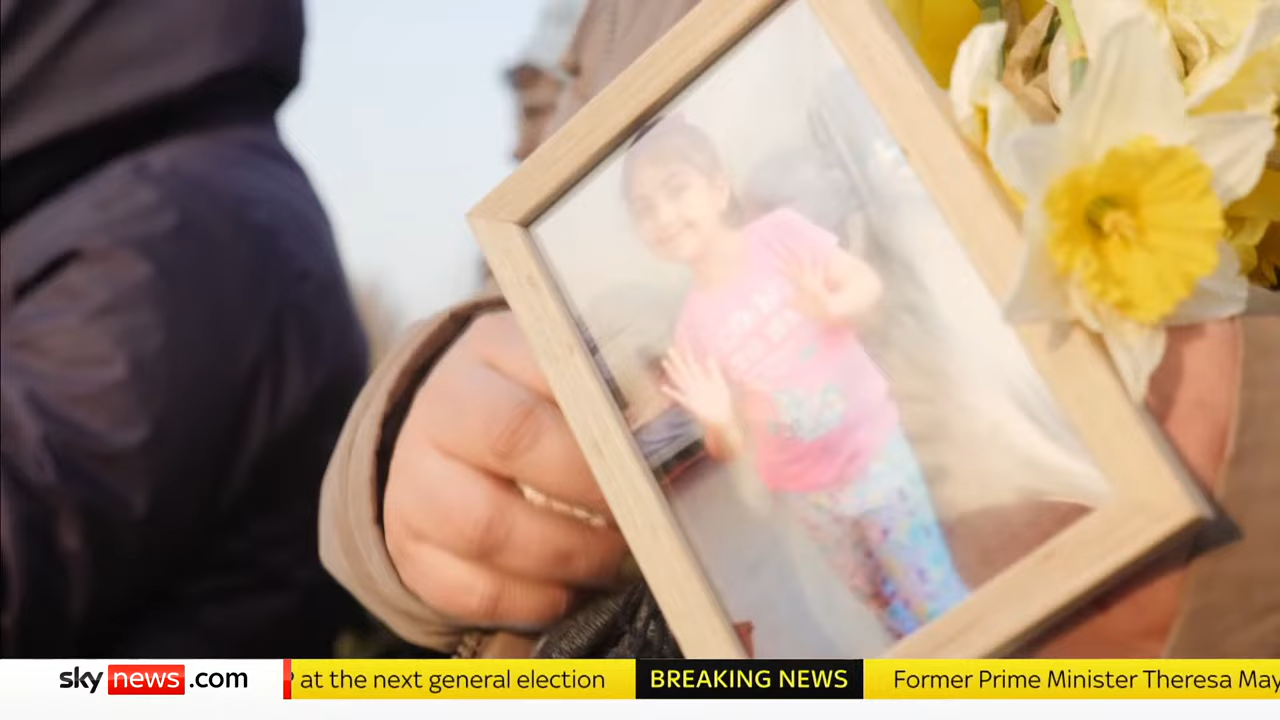 sky news.com
at the next general election
BREAKING NEWS
Former Prime Minister Theresa May